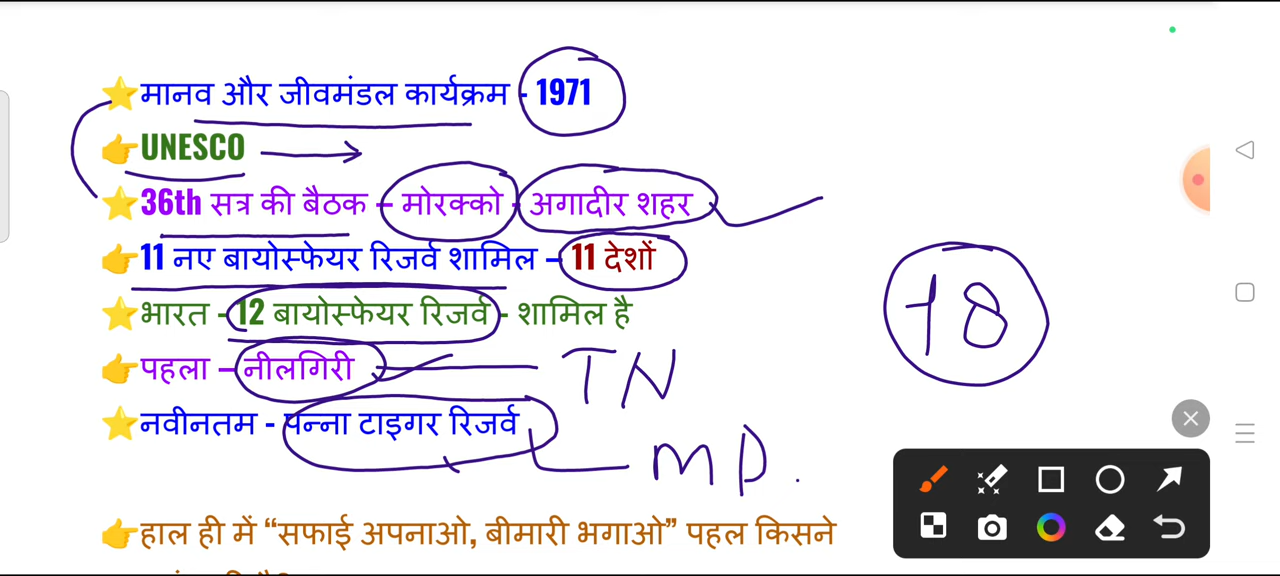 ⭐मानव और जीवमंडल कार्यक्रम - 1971
👉UNESCO
⭐36th सत्र की बैठक – मोरक्को - अगादीर शहर
👉11 नए बायोस्फेयर रिजर्व शामिल – 11 देशों
18
⭐भारत - 12 बायोस्फेयर रिजर्व - शामिल है
👉पहला – नीलगिरी TN
⭐नवीनतम - पन्ना टाइगर रिजर्व MP.
👉हाल ही में “सफाई अपनाओ, बीमारी भगाओ” पहल किसने